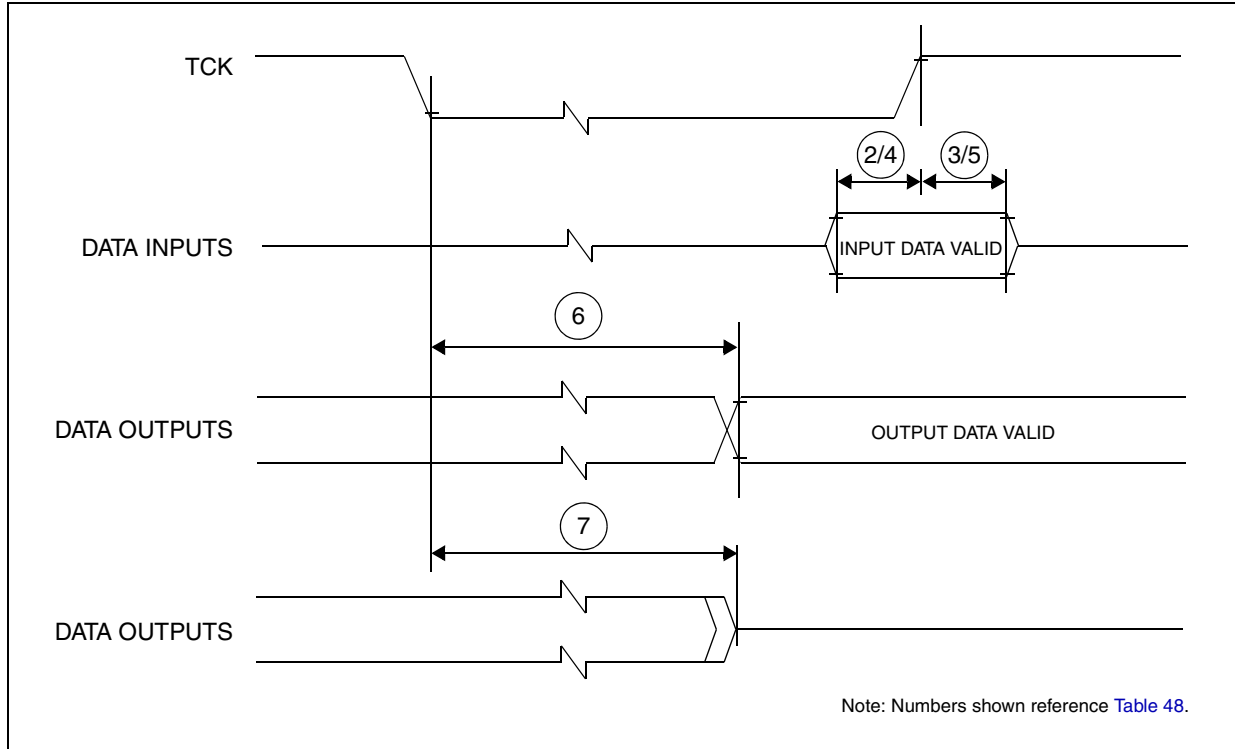 TCK
2/4
3/5
DATA INPUTS
INPUT DATA VALID
6
DATA OUTPUTS
OUTPUT DATA VALID
7
DATA OUTPUTS
Note: Numbers shown reference Table 48.